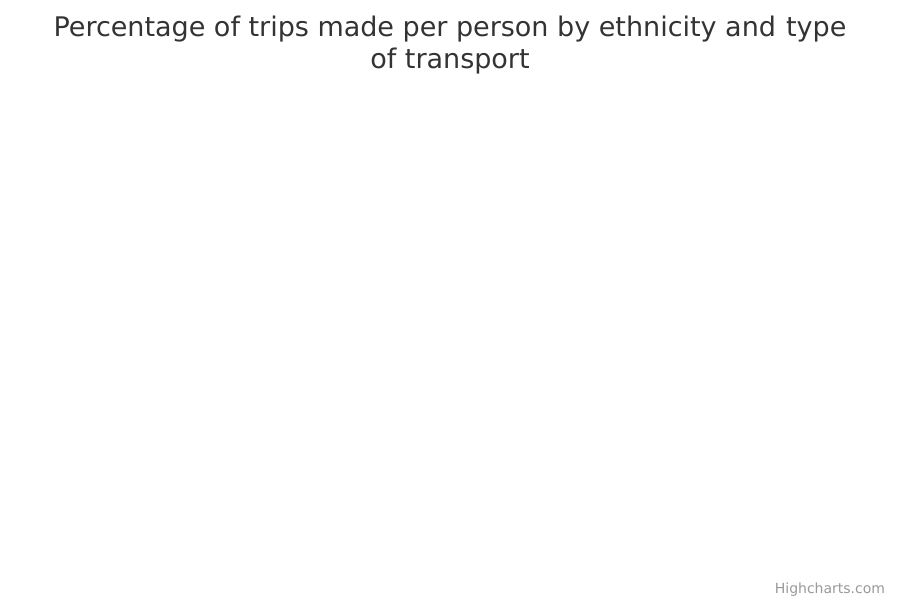 Percentage of trips made per person by ethnicity and type
of transport
Highcharts.com